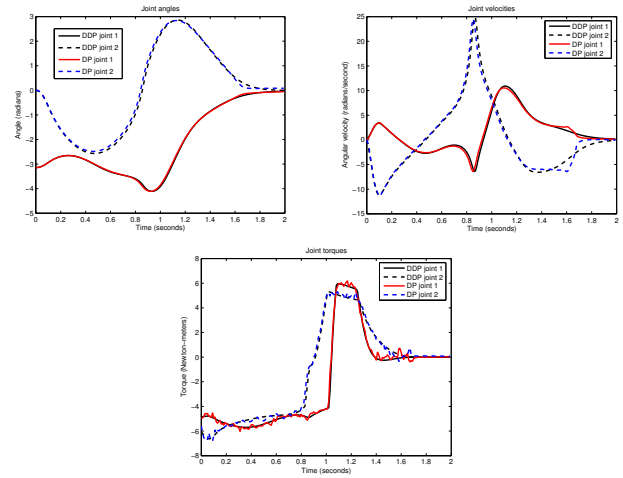 Joint angles
DDP joint 1
DDP joint 2
DP joint 1
DP joint 2
Angle (radians)
3
2
1
0
−1
−2
−3
−4
−5
0 0.2 0.4 0.6 0.8 1 1.2 1.4 1.6 1.8 2
Time (seconds)
Joint velocities
DDP joint 1
DDP joint 2
DP joint 1
DP joint 2
Angular velocity (radians/second)
25
20
15
10
5
0
−5
−10
−15
0 0.2 0.4 0.6 0.8 1 1.2 1.4 1.6 1.8 2
Time (seconds)
Joint torques
DDP joint 1
DDP joint 2
DP joint 1
DP joint 2
Torque (Newton−meters)
8
6
4
2
0
−2
−4
−6
−8
0 0.2 0.4 0.6 0.8 1 1.2 1.4 1.6 1.8 2
Time (seconds)